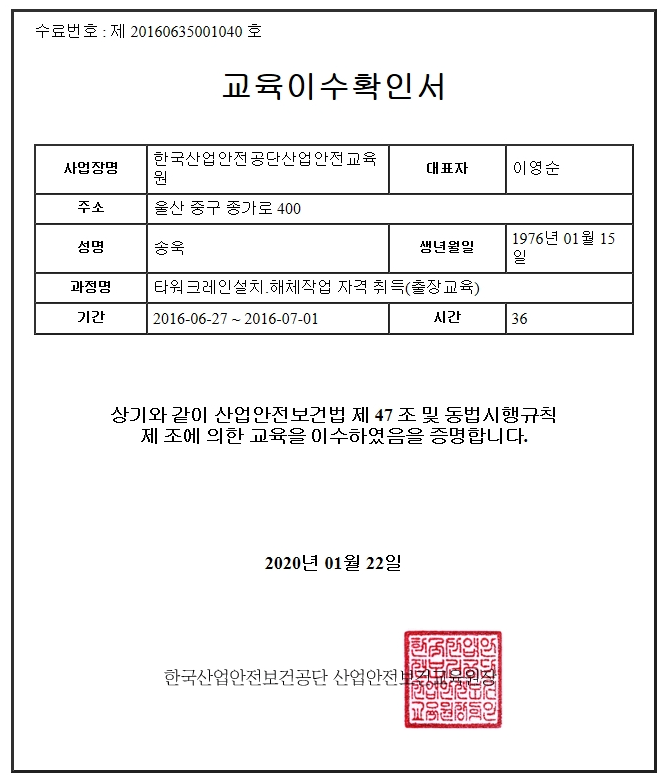 수료번호 : 제 20160635001040 호
교육이수확인서
사업장명 한국산업안전공단산업안전교육 대표자 이영순
원
주소 울산 중구 종가로 400
성명 송욱 생년월일 1976년 01월 15
일
과정명 타워크레인설치.해체작업 자격 취득(출장교육)
기간 2016-06-27 ~ 2016-07-01 시간 36
상기와 같이 산업안전보건법 제 47 조 및 동법시행규칙
제 조에 의한 교육을 이수하였음을 증명합니다.
2020년 01월 22일
한국산업안전보건공단 산업안전보건교육원장